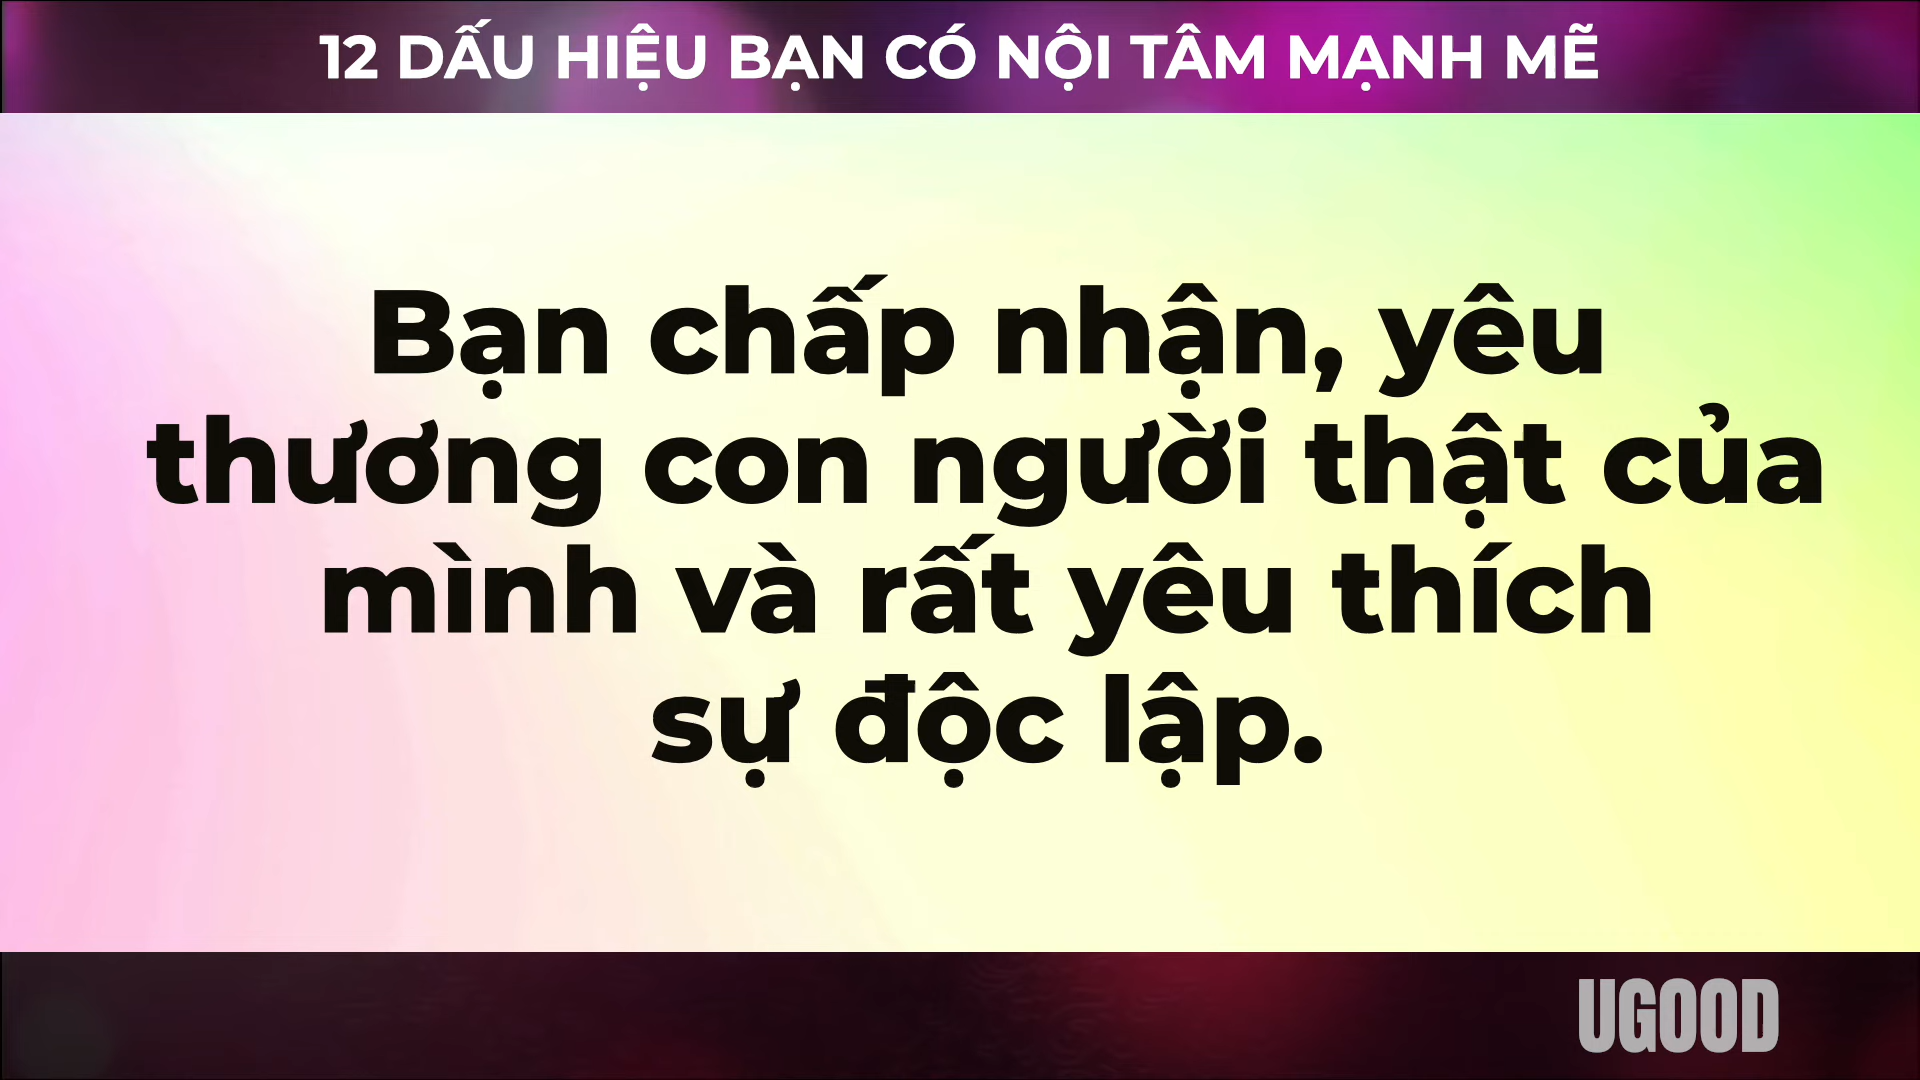 12 DẤU HIỆU BẠN CÓ NỘI TÂM MẠNH MẼ
Bạn chấp nhận, yêu
thương con người thật của
mình và rất yêu thích
sự độc lập.
UGOOD